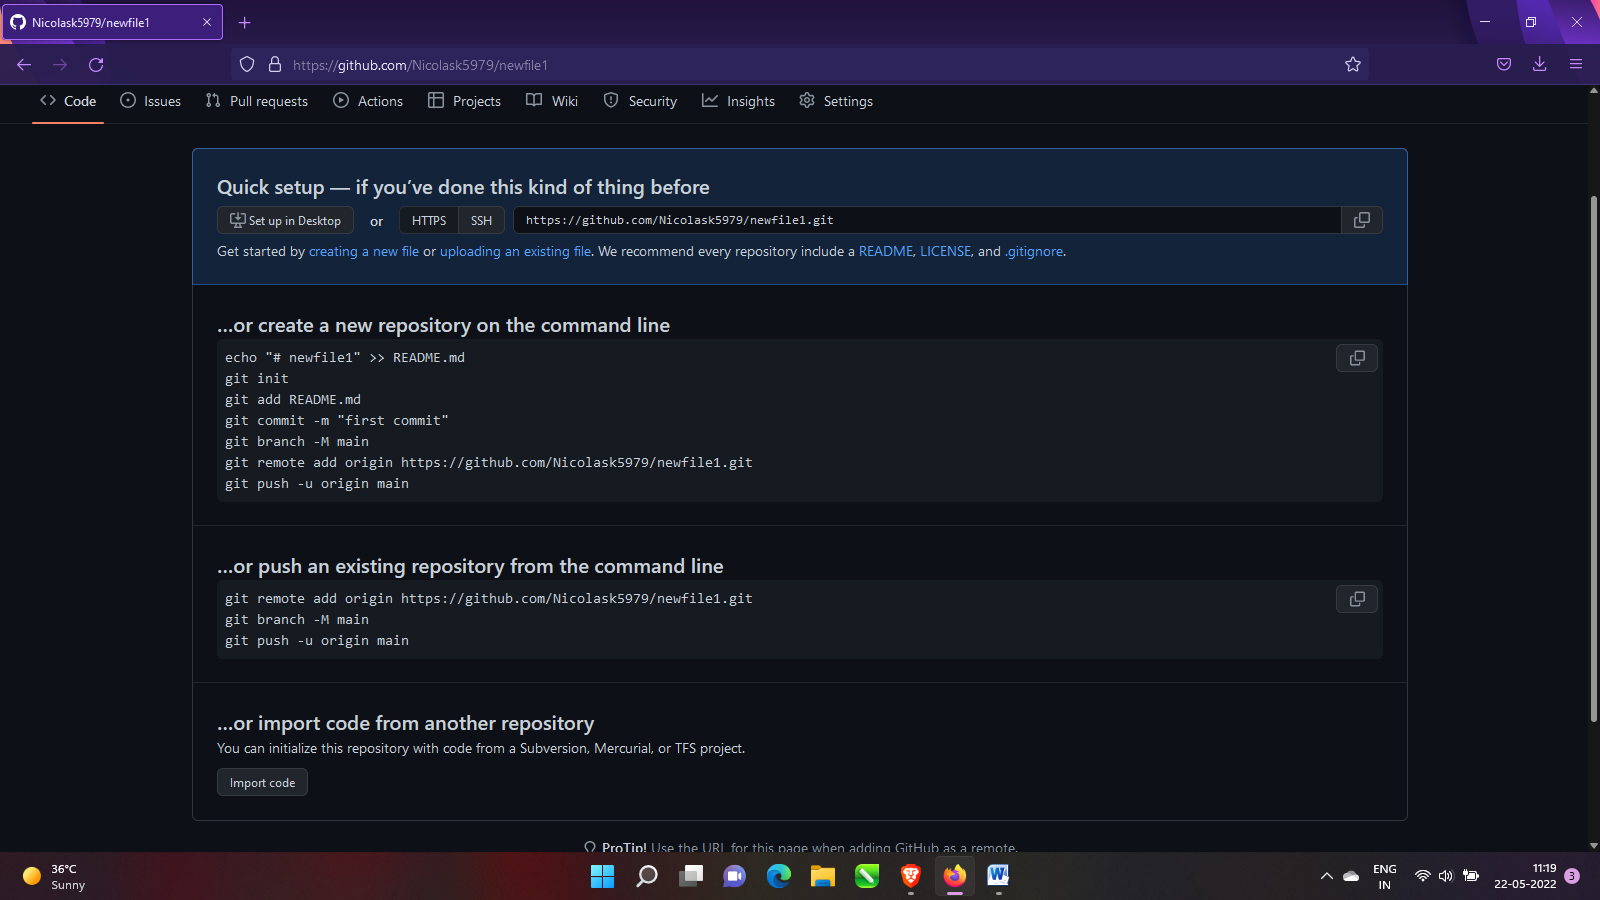 Nicolask5979/newfile1
https://github.com/Nicolask5979/newfile1
Code Issues Pull requests Actions Projects Wiki Security Insights Settings
Quick setup — if you’ve done this kind of thing before
Set up in Desktop or HTTPS SSH https://github.com/Nicolask5979/newfile1.git
Get started by creating a new file or uploading an existing file. We recommend every repository include a README, LICENSE, and .gitignore.
…or create a new repository on the command line
echo "# newfile1" >> README.md
git init
git add README.md
git commit -m "first commit"
git branch -M main
git remote add origin https://github.com/Nicolask5979/newfile1.git
git push -u origin main
…or push an existing repository from the command line
git remote add origin https://github.com/Nicolask5979/newfile1.git
git branch -M main
git push -u origin main
…or import code from another repository
You can initialize this repository with code from a Subversion, Mercurial, or TFS project.
Import code
ProTip! Use the URL for this page when adding GitHub as a remote.
36°C
Sunny
ENG
IN
11:19
22-05-2022
3